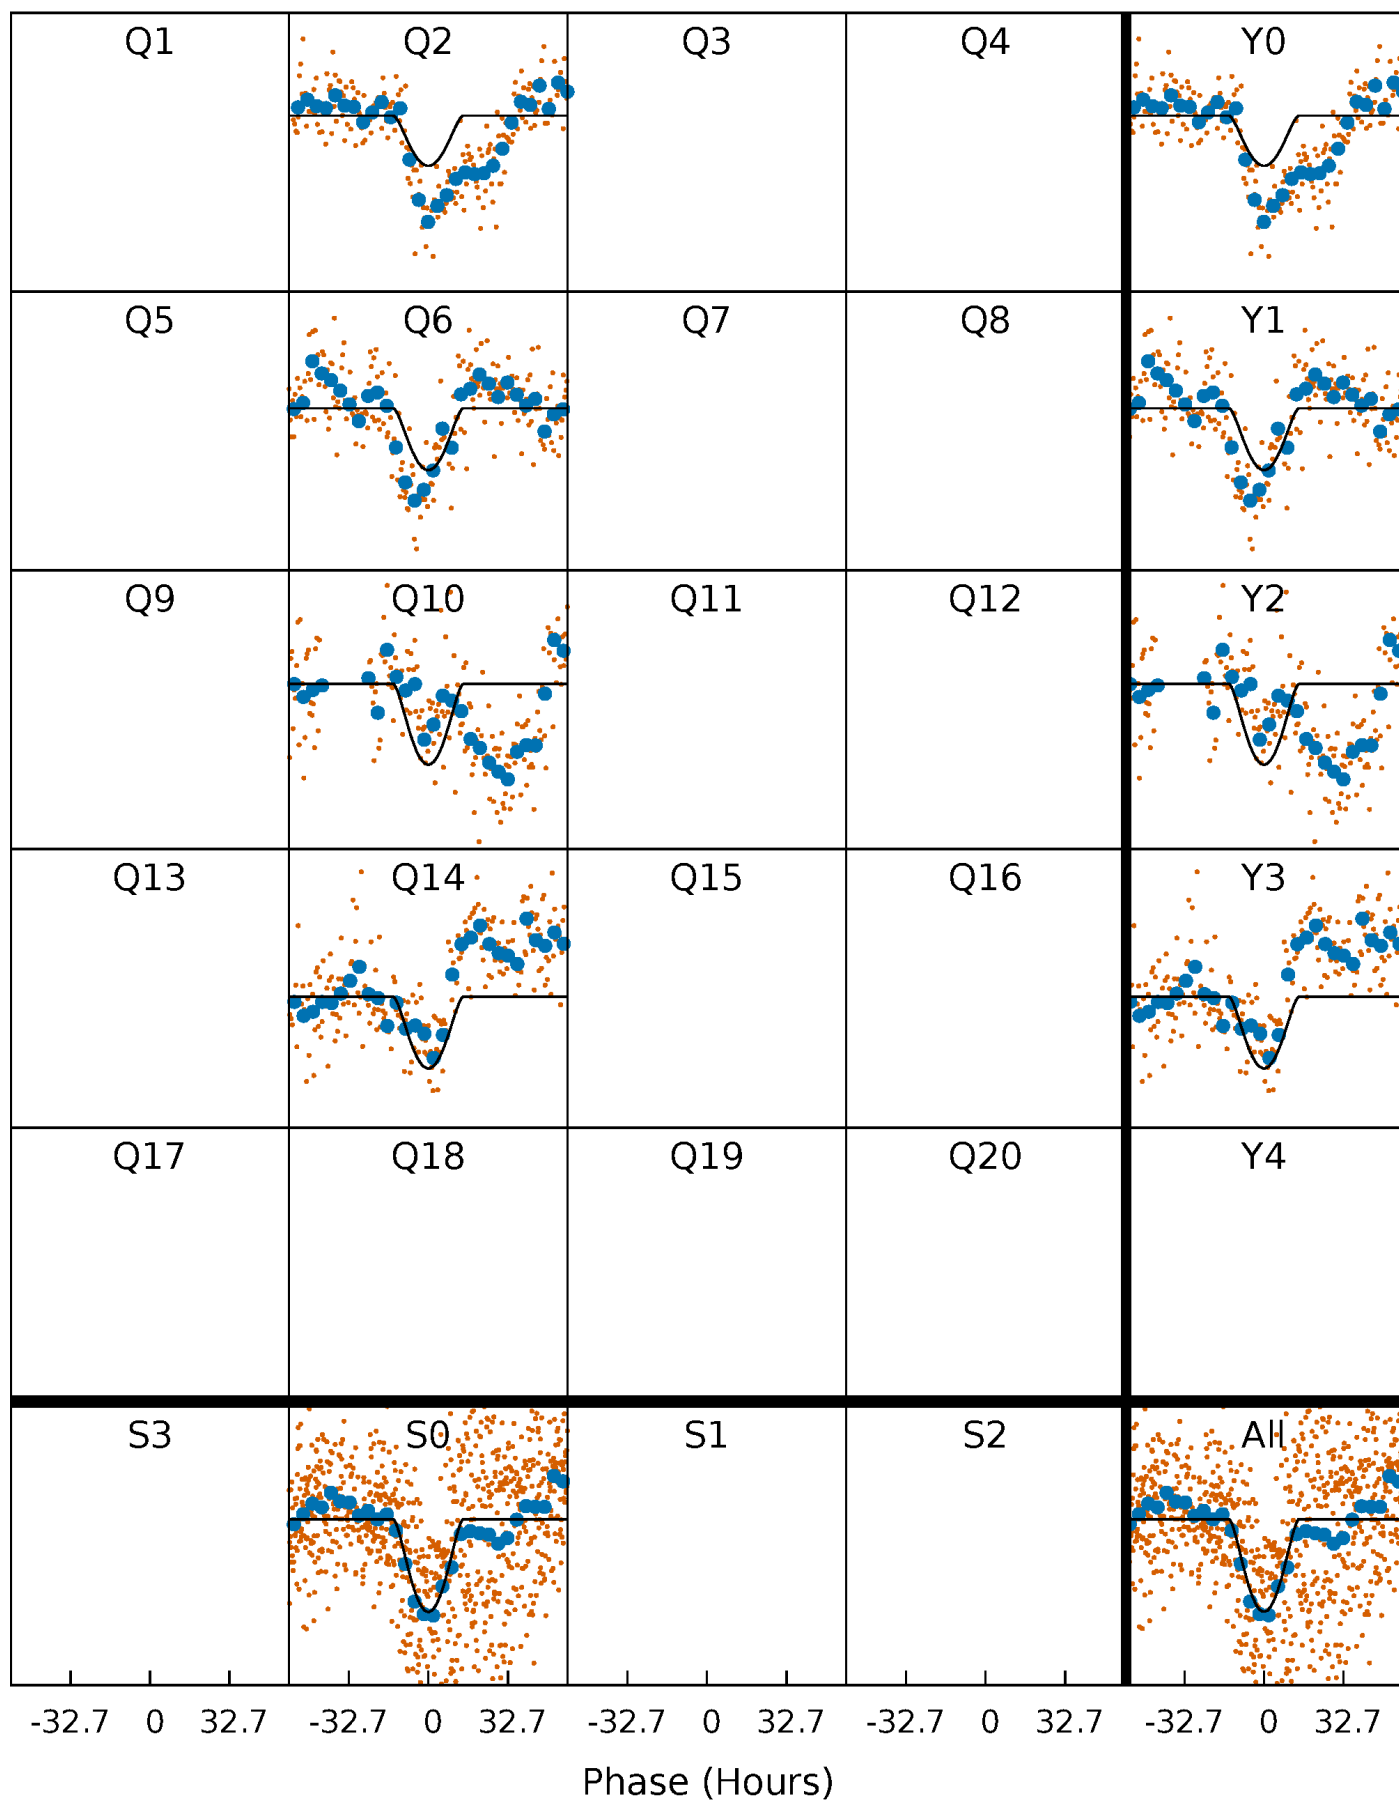 Q1 Q2 Q3 Q4 Y0
Q5 Q6 Q7 Q8 Y1
Q9 Q10 Q11 Q12 Y2
Q13 Q14 Q15 Q16 Y3
Q17 Q18 Q19 Q20 Y4
S3 S0 S1 S2 All
-32.7 0 32.7 -32.7 0 32.7 -32.7 0 32.7 -32.7 0 32.7 -32.7 0 32.7
Phase (Hours)